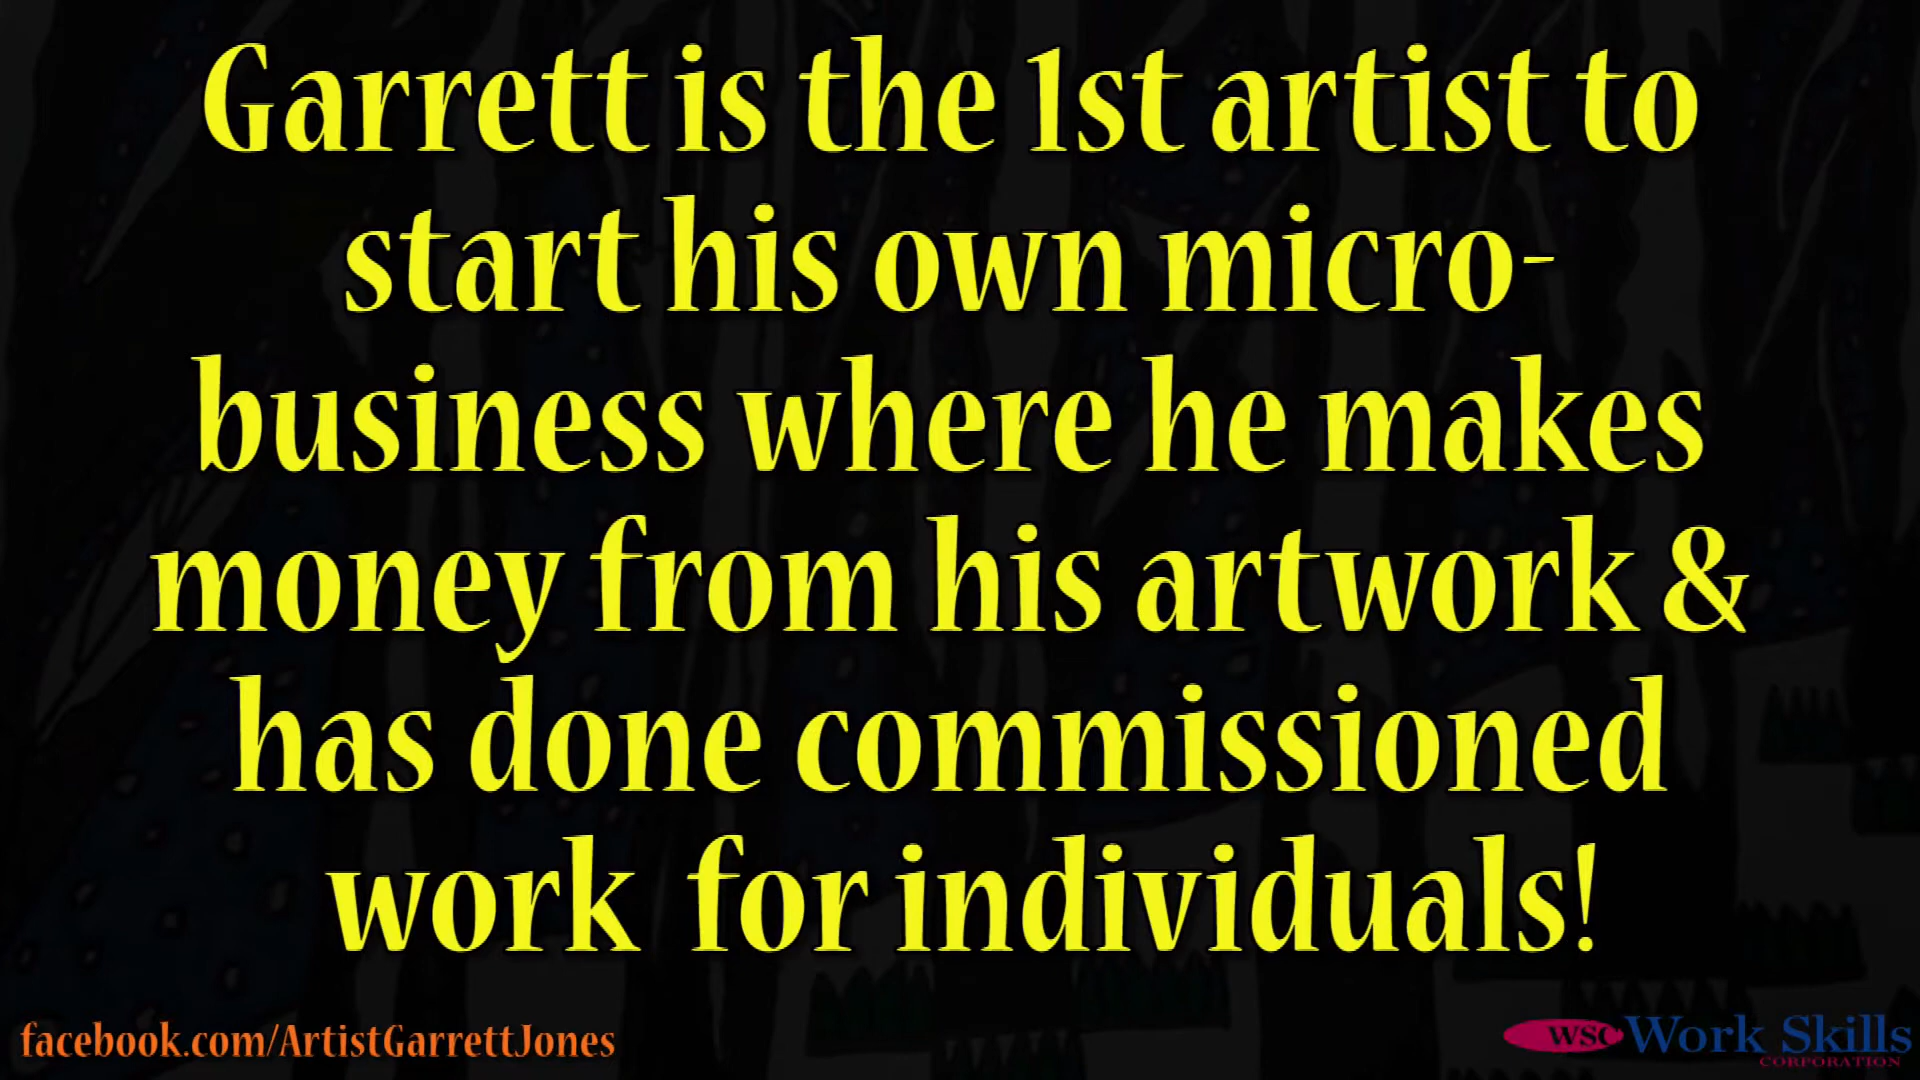 Garrett is the 1st artist to
start his own micro-
business where he makes
money from his artwork &
has done commissioned
work for individuals!
facebook.com/ArtistGarrettJones
WSC Work Skills
CORPORATION